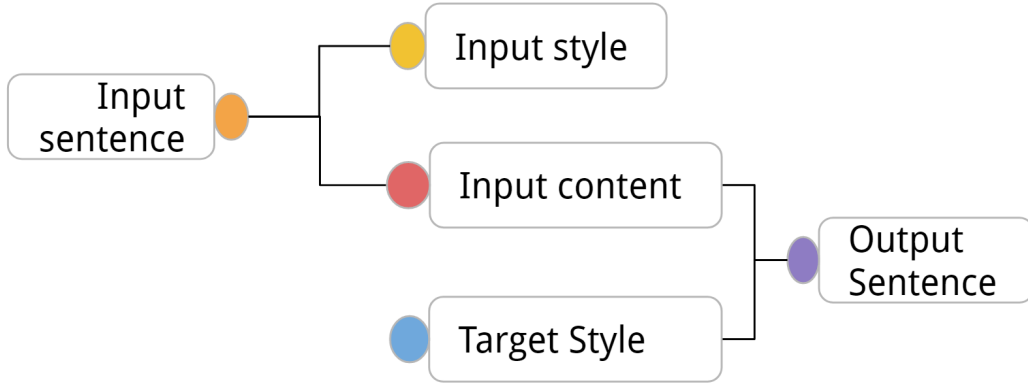 Input style
Input
sentence
Input content
Output
Sentence
Target Style